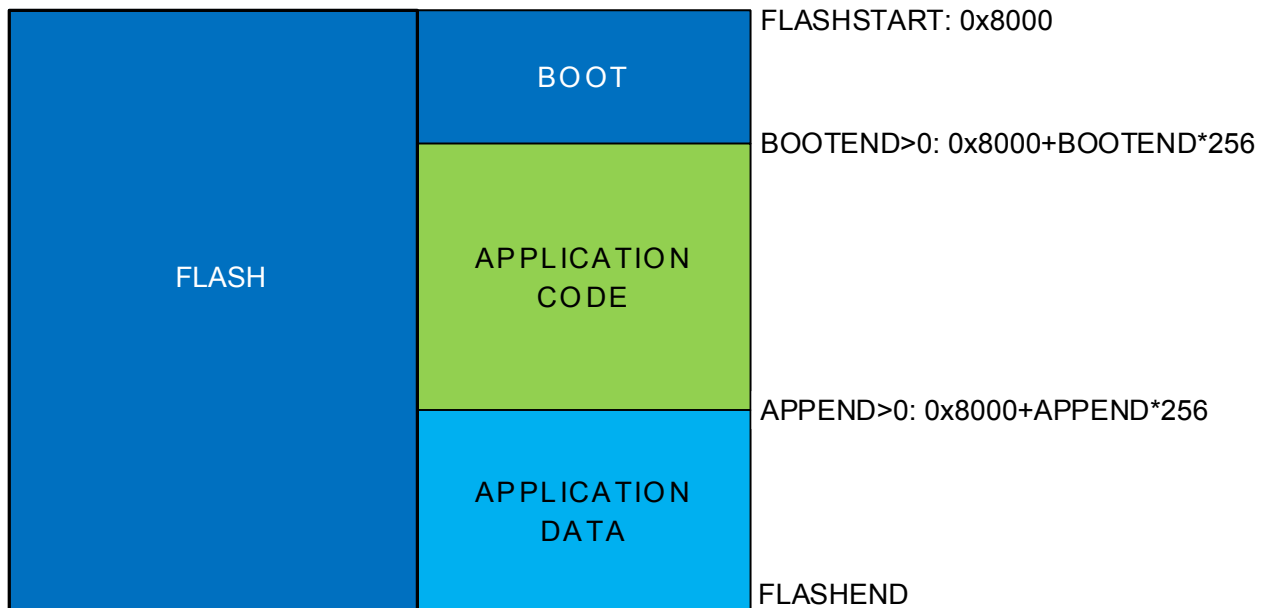 FLASHSTART: 0x8000
BOOT
BOOTEND>0: 0x8000+BOOTEND*256
FLASH
APPLICATION
CODE
APPEND>0: 0x8000+APPEND*256
APPLICATION
DATA
FLASHEND